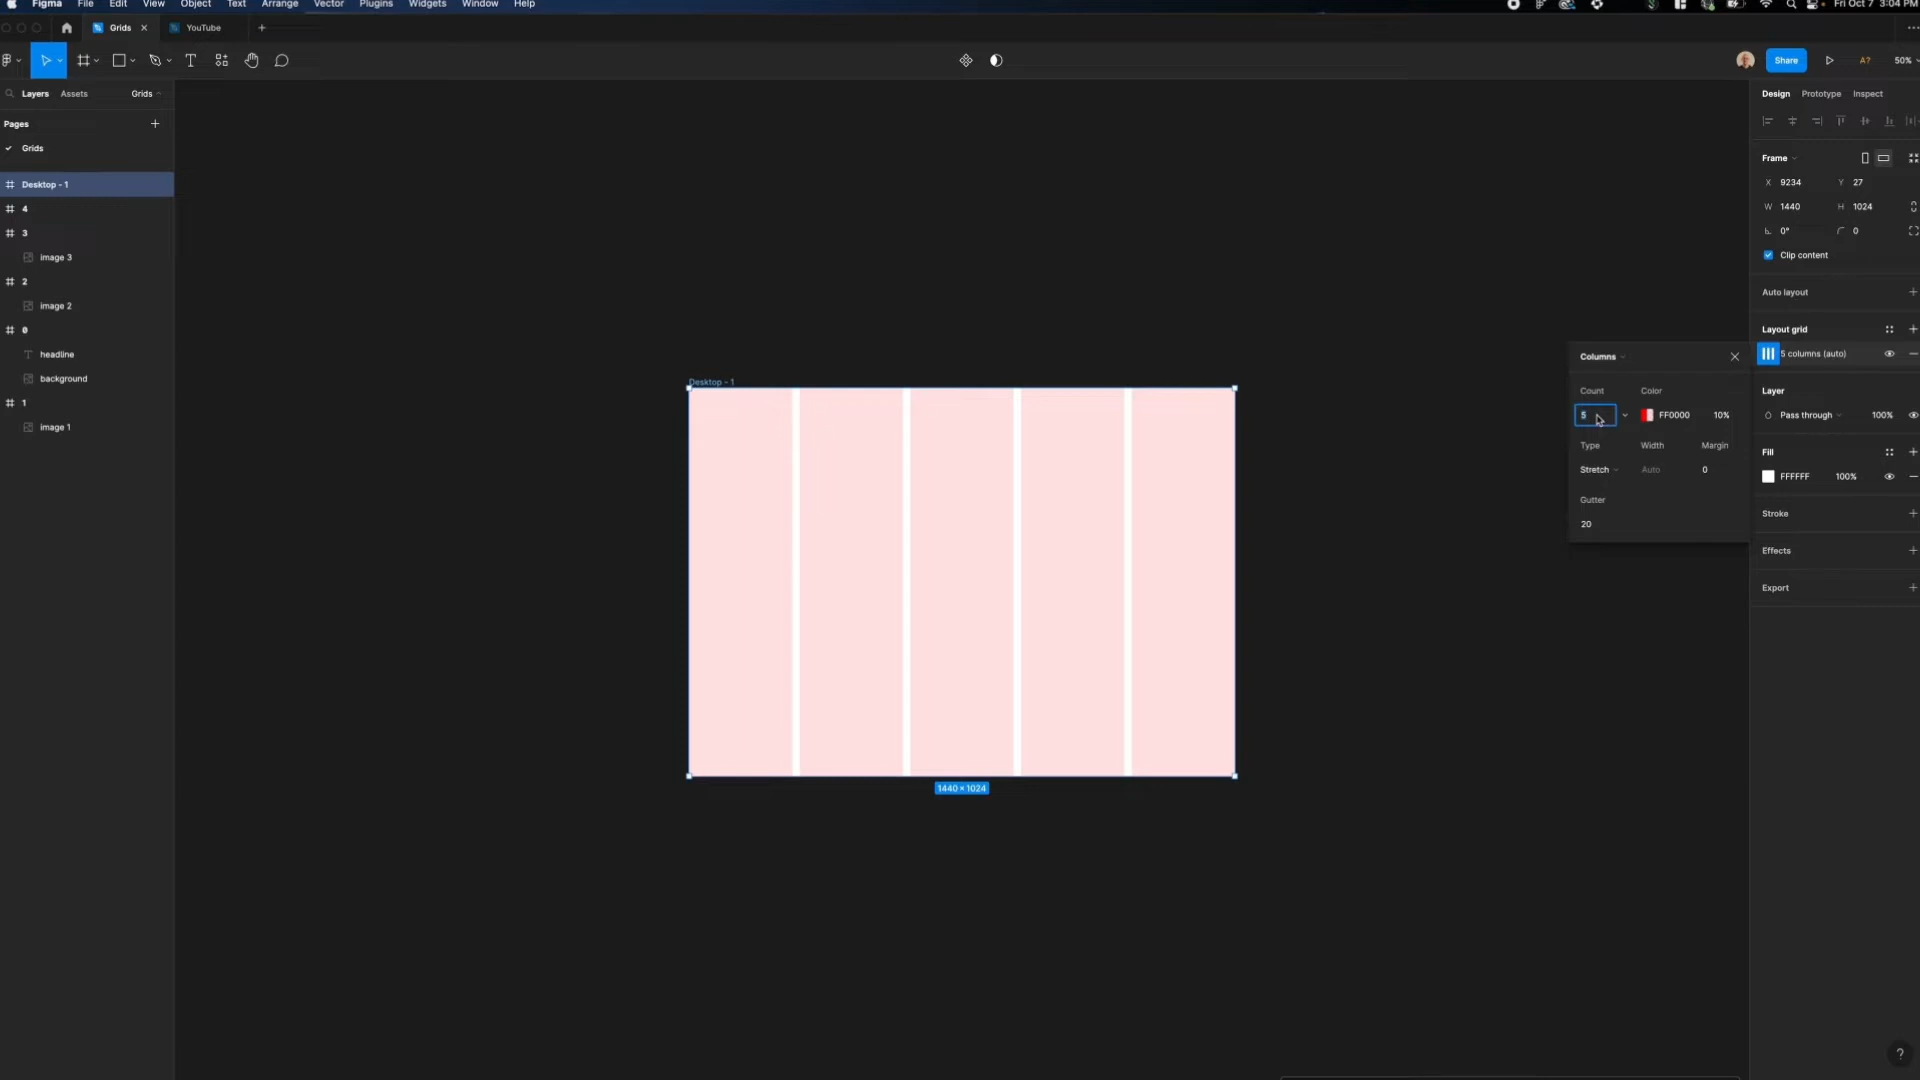 Figma File Edit View Object Text Arrange Vector Plugins Widgets Window Help Fri Oct 7 3:04 PM
Grids YouTube
Share A? 50%
Layers Assets Grids
Pages
Grids
Desktop - 1
4
3
image 3
2
image 2
0
headline
background
1
image 1
Desktop - 1
1440 × 1024
Columns
Count Color
5 FF0000 10%
Type Width Margin
Stretch Auto 0
Gutter
20
Design Prototype Inspect
Frame
X 9234 Y 27
W 1440 H 1024
0° 0
Clip content
Auto layout
Layout grid
5 columns (auto)
Layer
Pass through 100%
Fill
FFFFFF 100%
Stroke
Effects
Export
?